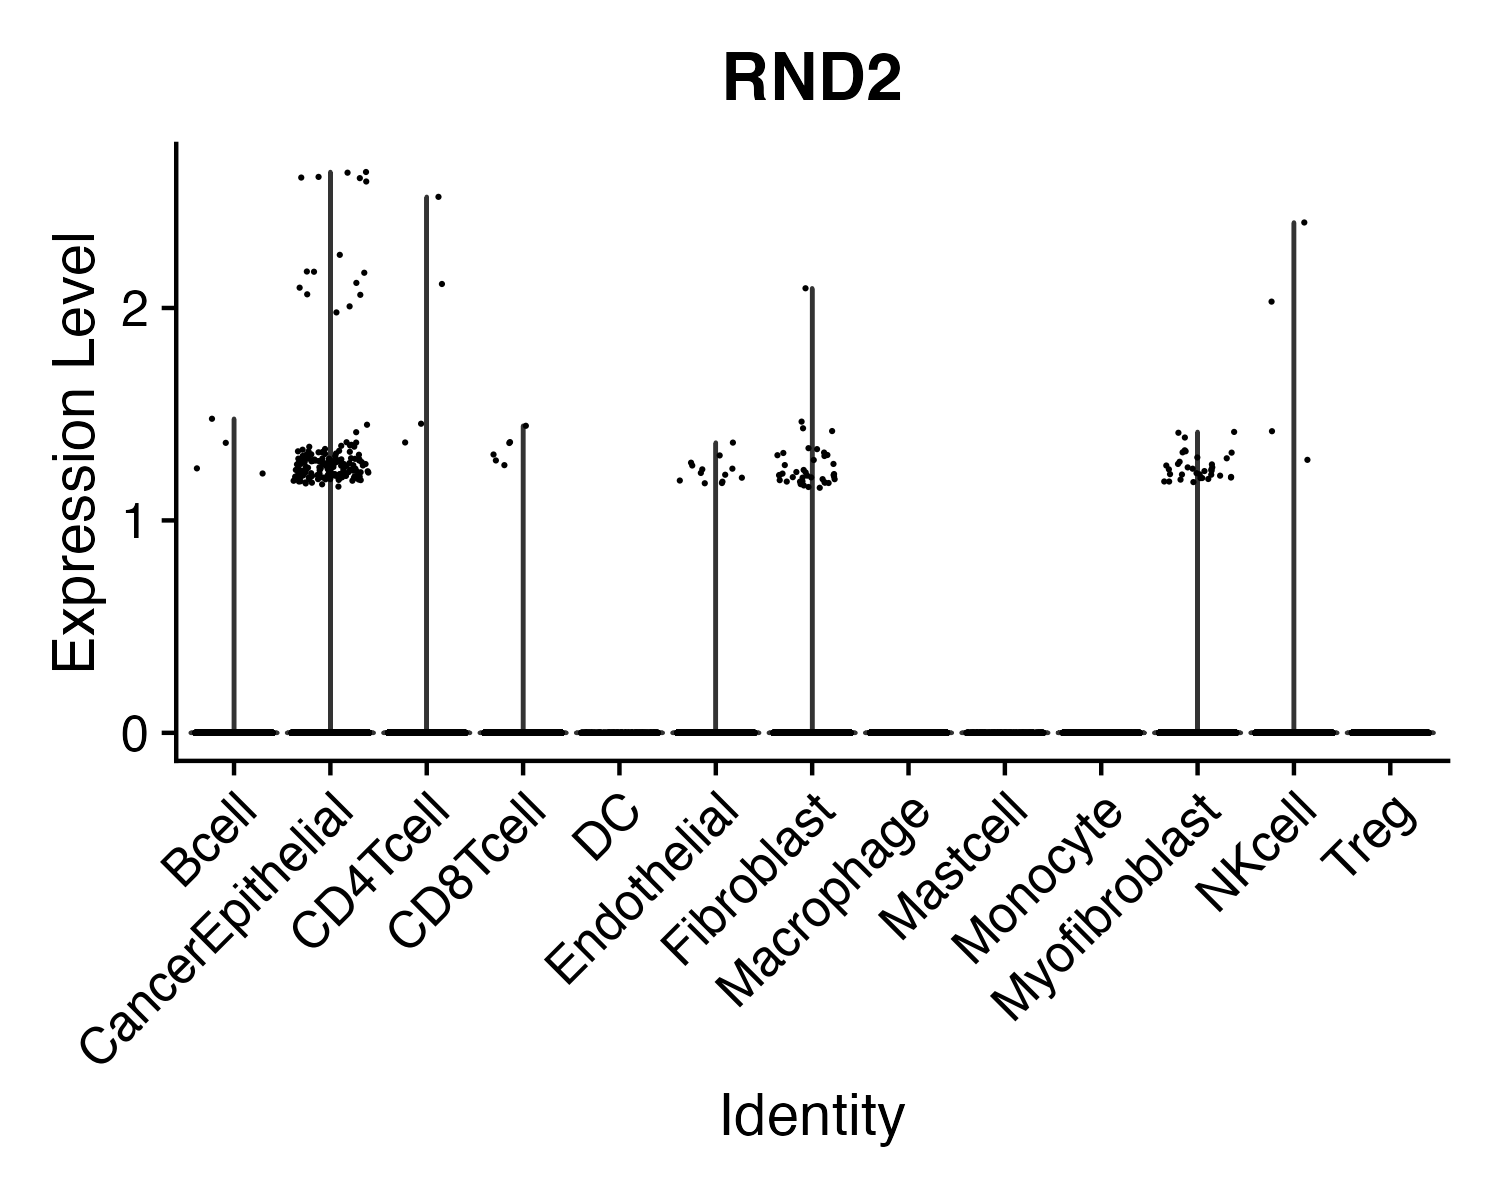 RND2
Expression Level
2
1
0
Bcell
CancerEpithelial
CD4Tcell
CD8Tcell
DC
Endothelial
Fibroblast
Macrophage
Mastcell
Monocyte
Myofibroblast
NKcell
Treg
Identity